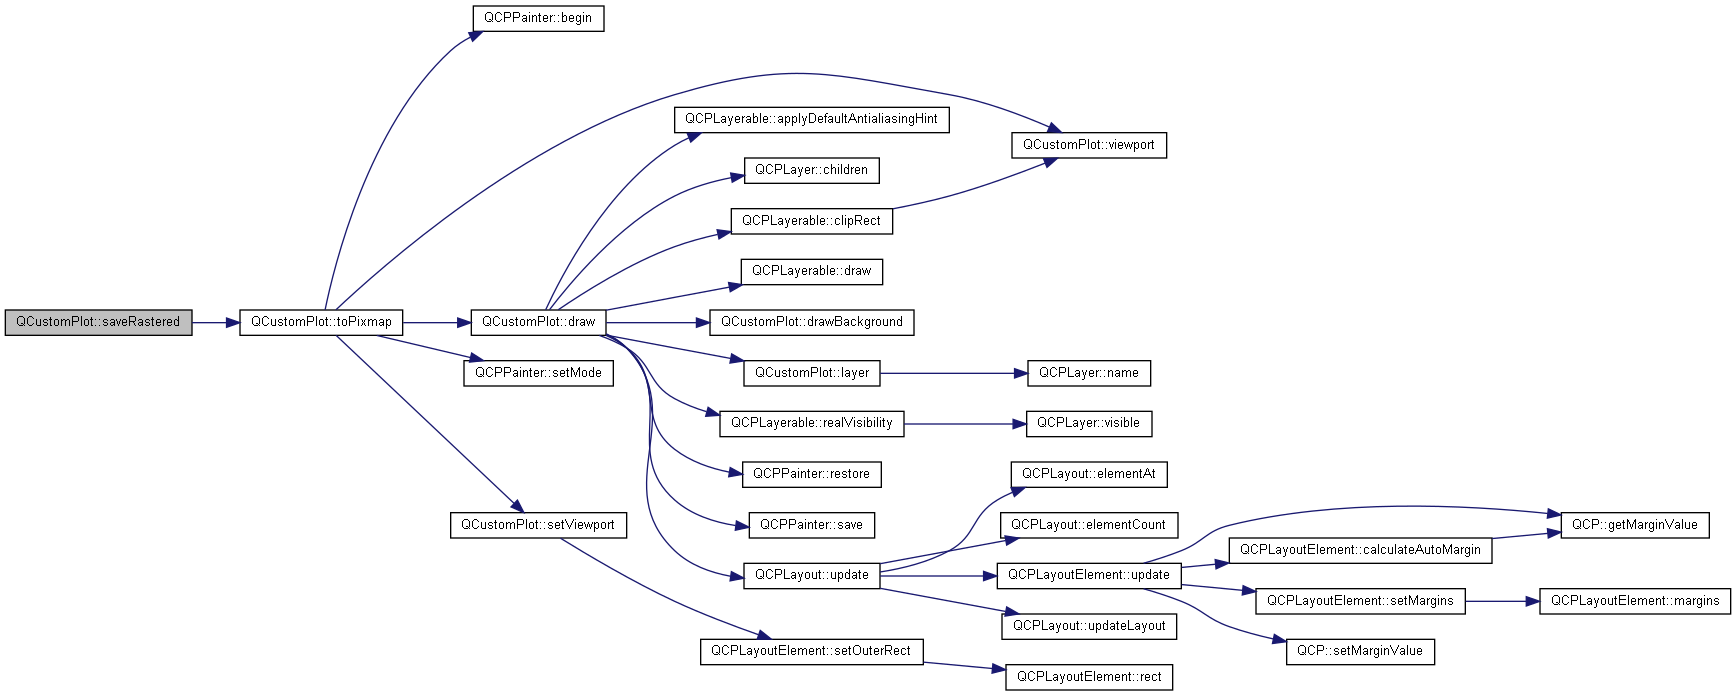 QCPPainter::begin
QCPLayerable::applyDefaultAntialiasingHint
QCustomPlot::viewport
QCPLayer::children
QCPLayerable::clipRect
QCPLayerable::draw
QCustomPlot::saveRastered
QCustomPlot::toPixmap
QCustomPlot::draw
QCustomPlot::drawBackground
QCPPainter::setMode
QCustomPlot::layer
QCPLayer::name
QCPLayerable::realVisibility
QCPLayer::visible
QCPPainter::restore
QCPLayout::elementAt
QCustomPlot::setViewport
QCPPainter::save
QCPLayout::elementCount
QCP::getMarginValue
QCPLayoutElement::calculateAutoMargin
QCPLayout::update
QCPLayoutElement::update
QCPLayoutElement::setMargins
QCPLayoutElement::margins
QCPLayout::updateLayout
QCPLayoutElement::setOuterRect
QCP::setMarginValue
QCPLayoutElement::rect